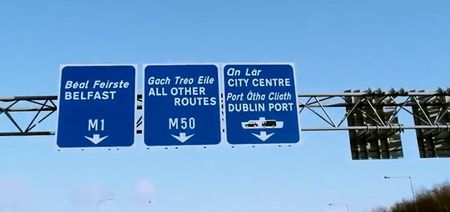 Béal Feirste
BELFAST
M1
Gach Treo Eile
ALL OTHER
ROUTES
M50
An Lár
CITY CENTRE
Port Átha Cliath
DUBLIN PORT